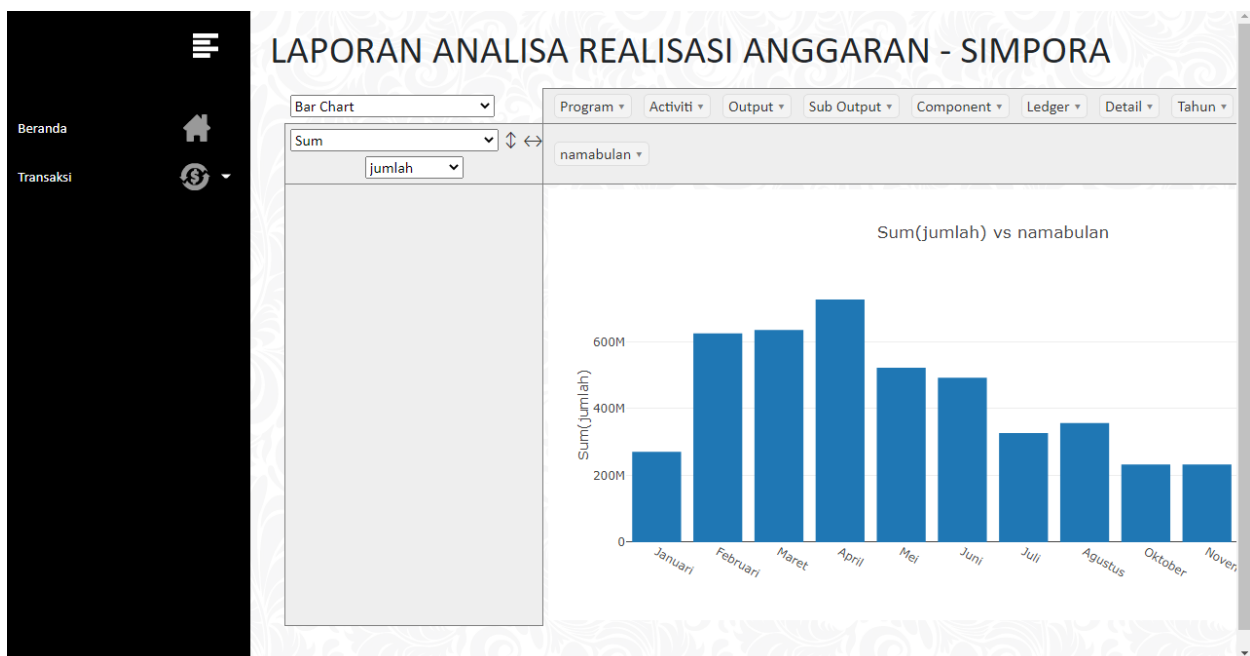 LAPORAN ANALISA REALISASI ANGGARAN - SIMPORA
Beranda
Transaksi
Bar Chart
Program Activiti Output Sub Output Component Ledger Detail Tahun
Sum
jumlah
namabulan
Sum(jumlah) vs namabulan
Sum(jumlah)
600M
400M
200M
0
Januari Februari Maret April Mei Juni Juli Agustus Oktober